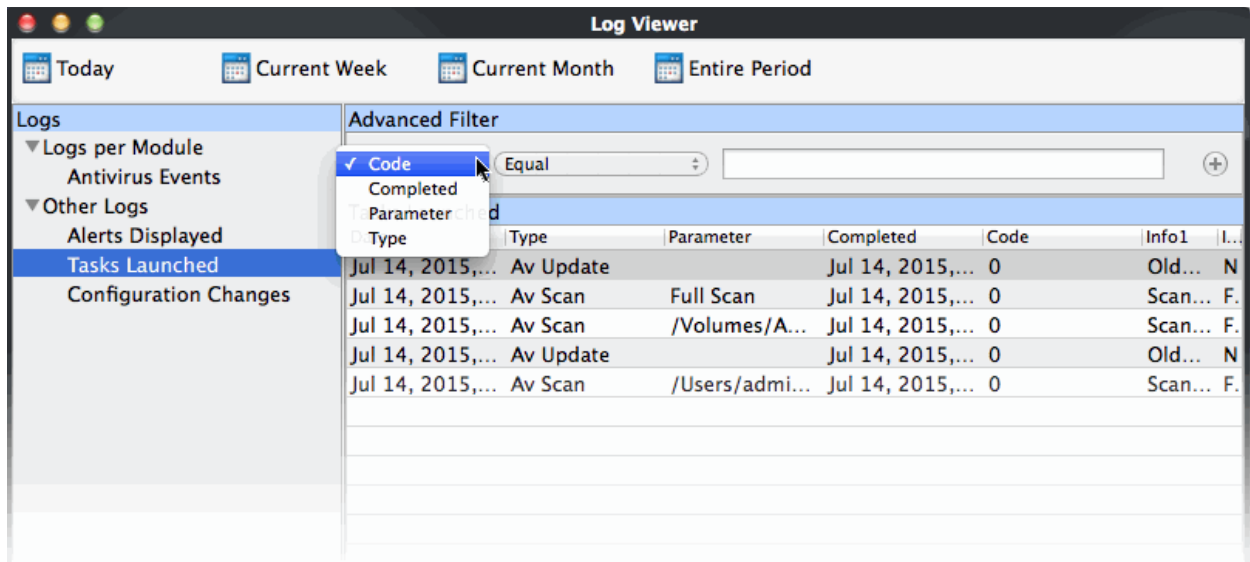 Log Viewer
Today Current Week Current Month Entire Period
Logs
Advanced Filter
Logs per Module
Antivirus Events
Other Logs
Alerts Displayed
Tasks Launched
Configuration Changes
✓ Code
Completed
Parameter
Type
Equal
Type Parameter Completed Code Info1 I...
Jul 14, 2015,... Av Update Jul 14, 2015,... 0 Old... N
Jul 14, 2015,... Av Scan Full Scan Jul 14, 2015,... 0 Scan... F.
Jul 14, 2015,... Av Scan /Volumes/A... Jul 14, 2015,... 0 Scan... F.
Jul 14, 2015,... Av Update Jul 14, 2015,... 0 Old... N
Jul 14, 2015,... Av Scan /Users/admi... Jul 14, 2015,... 0 Scan... F.